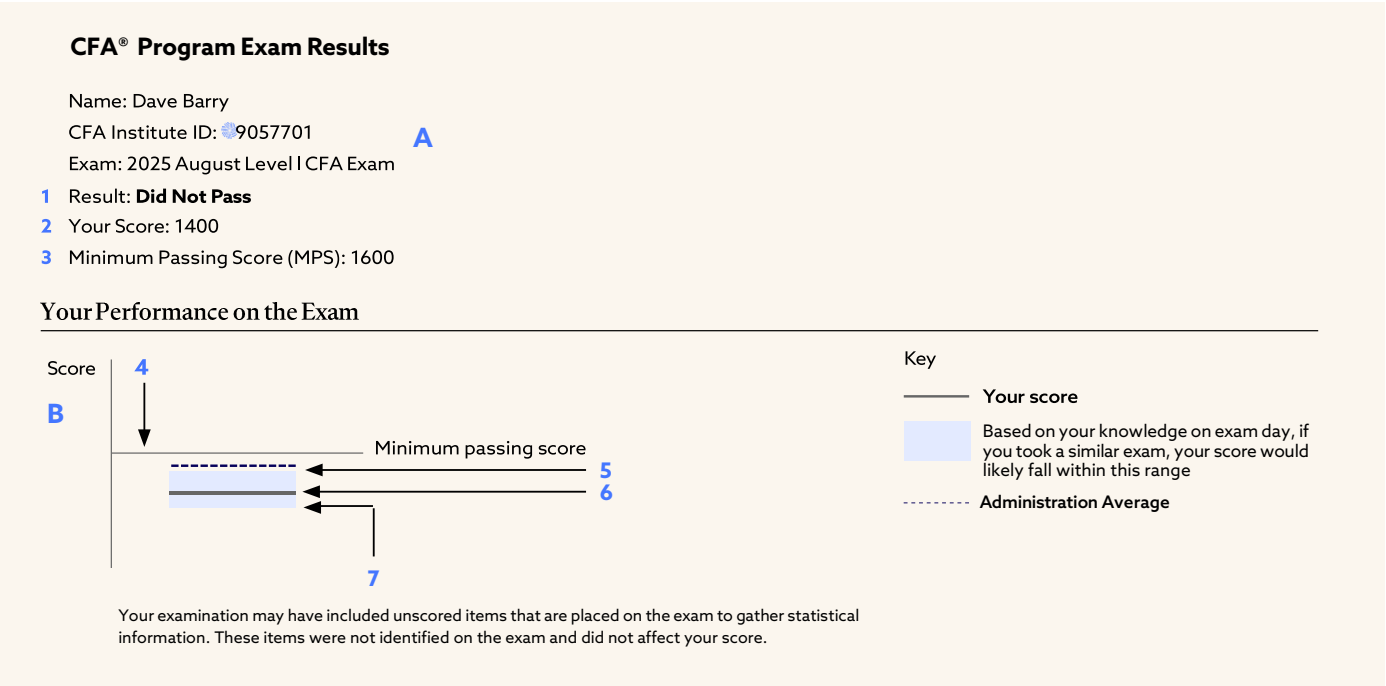 CFA® Program Exam Results
Name: Dave Barry
CFA Institute ID: 9057701
A
Exam: 2025 August Level I CFA Exam
1 Result: Did Not Pass
2 Your Score: 1400
3 Minimum Passing Score (MPS): 1600
Your Performance on the Exam
Score
4
B
Minimum passing score
5
6
7
Key
Your score
Based on your knowledge on exam day, if
you took a similar exam, your score would
likely fall within this range
Administration Average
Your examination may have included unscored items that are placed on the exam to gather statistical
information. These items were not identified on the exam and did not affect your score.